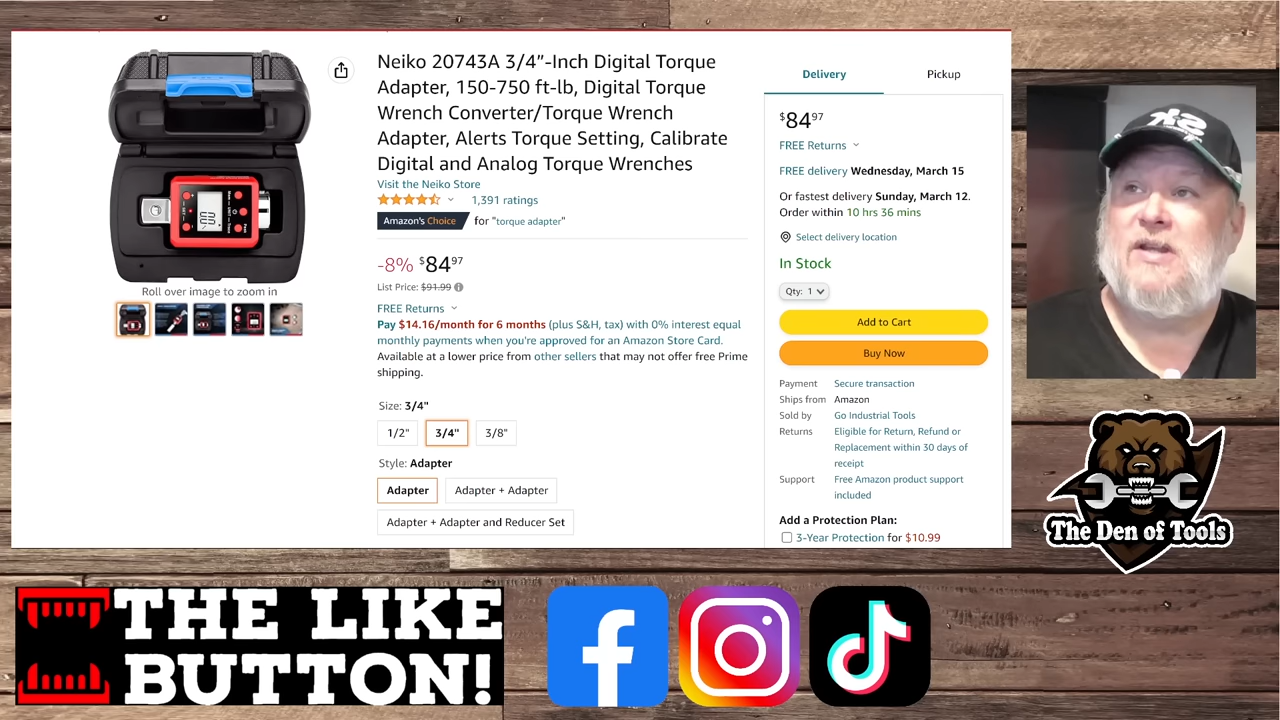 Neiko 20743A 3/4”-Inch Digital Torque
Adapter, 150-750 ft-lb, Digital Torque
Wrench Converter/Torque Wrench
Adapter, Alerts Torque Setting, Calibrate
Digital and Analog Torque Wrenches
Visit the Neiko Store
1,391 ratings
Amazon's Choice for "torque adapter"
-8% $84 97
List Price: $91.99
FREE Returns
Pay $14.16/month for 6 months (plus S&H, tax) with 0% interest equal
monthly payments when you're approved for an Amazon Store Card.
Available at a lower price from other sellers that may not offer free Prime
shipping.
Size: 3/4"
1/2" 3/4" 3/8"
Style: Adapter
Adapter Adapter + Adapter
Adapter + Adapter and Reducer Set
Roll over image to zoom in
Delivery Pickup
$84 97
FREE Returns
FREE delivery Wednesday, March 15
Or fastest delivery Sunday, March 12.
Order within 10 hrs 36 mins
Select delivery location
In Stock
Qty: 1
Add to Cart
Buy Now
Payment Secure transaction
Ships from Amazon
Sold by Go Industrial Tools
Returns Eligible for Return, Refund or
Replacement within 30 days of
receipt
Support Free Amazon product support
included
Add a Protection Plan:
3-Year Protection for $10.99
The Den of Tools
THE LIKE
BUTTON!